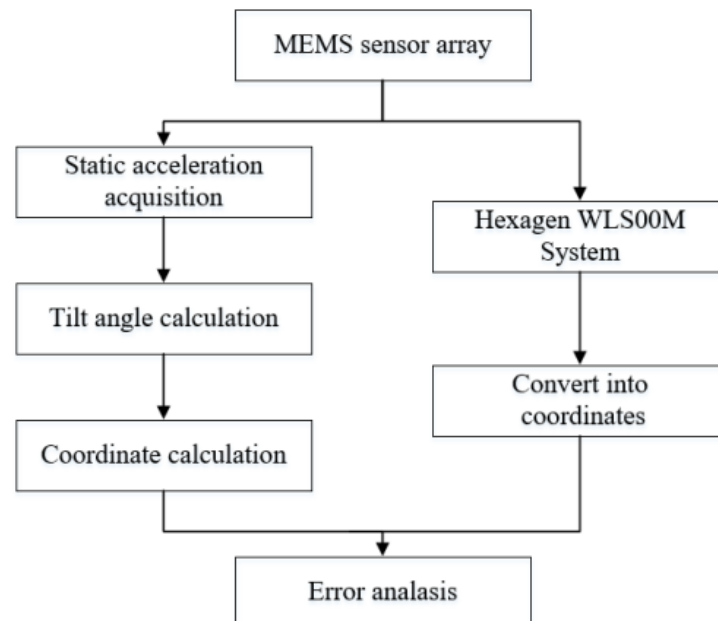 MEMS sensor array
Static acceleration
acquisition
Tilt angle calculation
Coordinate calculation
Hexagen WLS00M
System
Convert into
coordinates
Error analasis